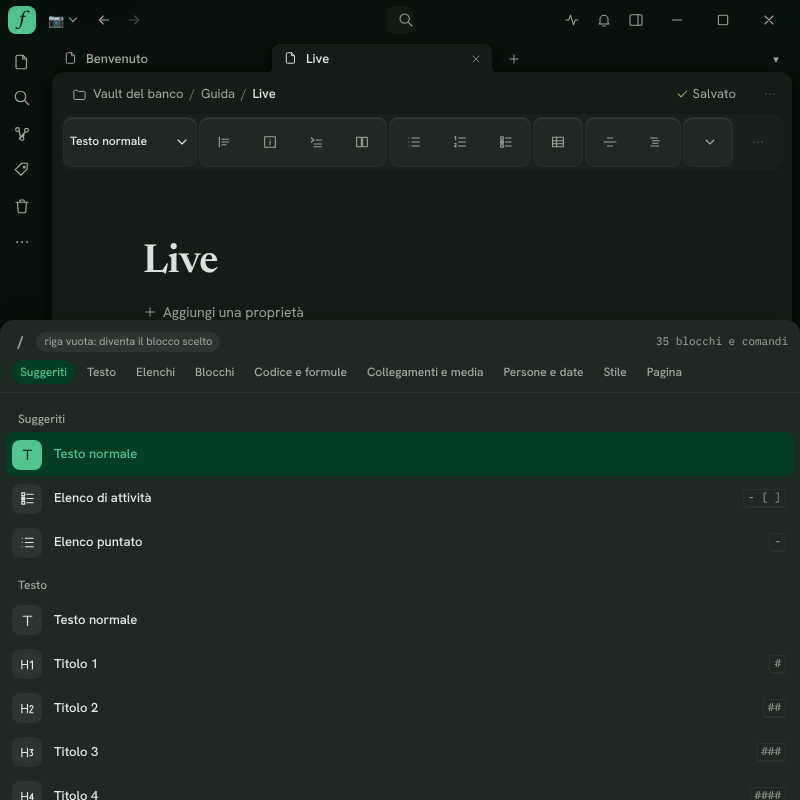 f
Benvenuto
Live
Vault del banco / Guida / Live
Salvato
Testo normale
Live
+ Aggiungi una proprietà
/ riga vuota: diventa il blocco scelto
35 blocchi e comandi
Suggeriti Testo Elenchi Blocchi Codice e formule Collegamenti e media Persone e date Stile Pagina
Suggeriti
T Testo normale
Elenco di attività - [ ]
Elenco puntato -
Testo
T Testo normale
H1 Titolo 1 #
H2 Titolo 2 ##
H3 Titolo 3 ###
H4 Titolo 4 ####